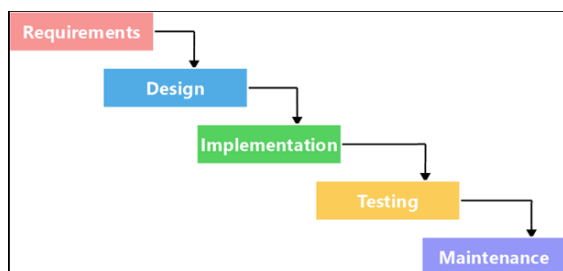 Requirements
Design
Implementation
Testing
Maintenance